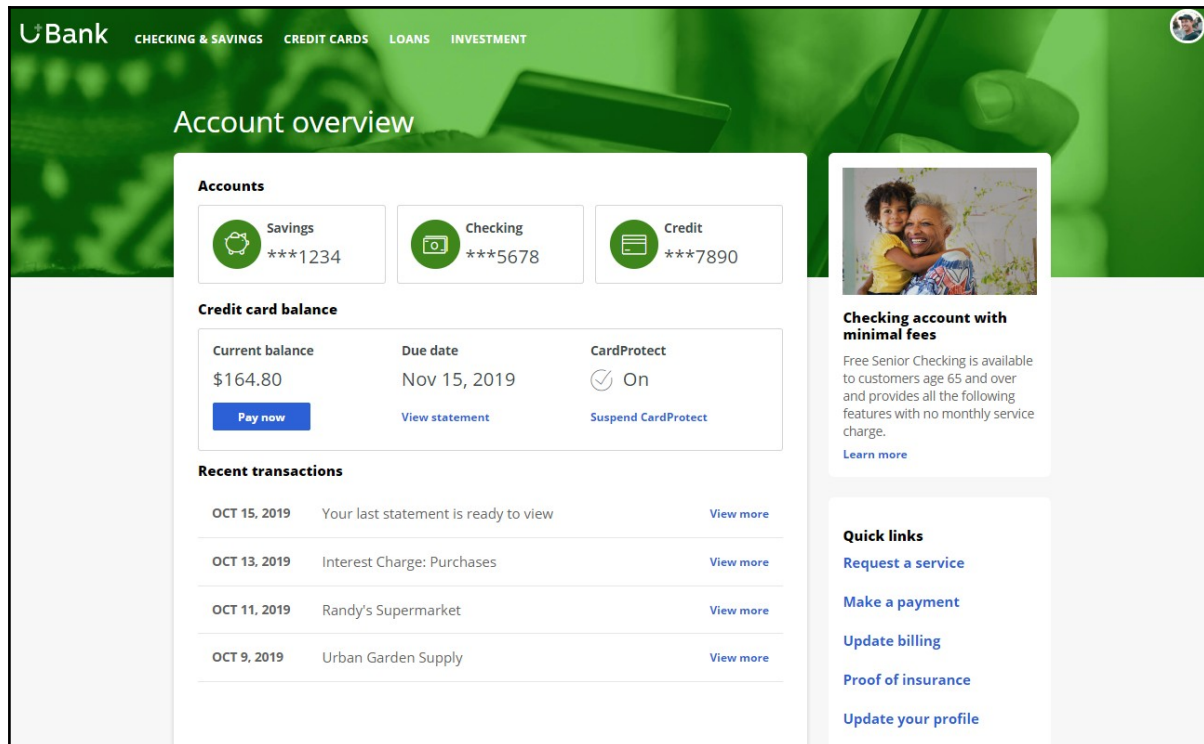 U+Bank
CHECKING & SAVINGS CREDIT CARDS LOANS INVESTMENT
Account overview
Accounts
Savings
***1234
Checking
***5678
Credit
***7890
Credit card balance
Current balance
$164.80
Pay now
Due date
Nov 15, 2019
View statement
CardProtect
On
Suspend CardProtect
Recent transactions
OCT 15, 2019 Your last statement is ready to view View more
OCT 13, 2019 Interest Charge: Purchases View more
OCT 11, 2019 Randy's Supermarket View more
OCT 9, 2019 Urban Garden Supply View more
Checking account with
minimal fees
Free Senior Checking is available
to customers age 65 and over
and provides all the following
features with no monthly service
charge.
Learn more
Quick links
Request a service
Make a payment
Update billing
Proof of insurance
Update your profile